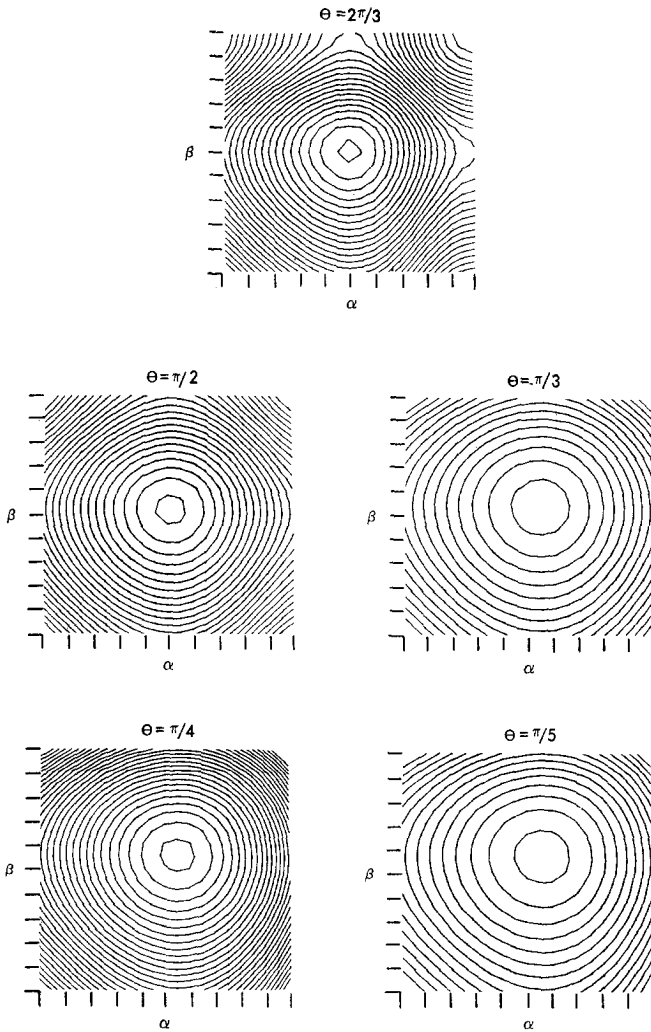 Θ = 2π/3
β
α
Θ = π/2
Θ = π/3
β
β
α
α
Θ = π/4
Θ = π/5
β
β
α
α